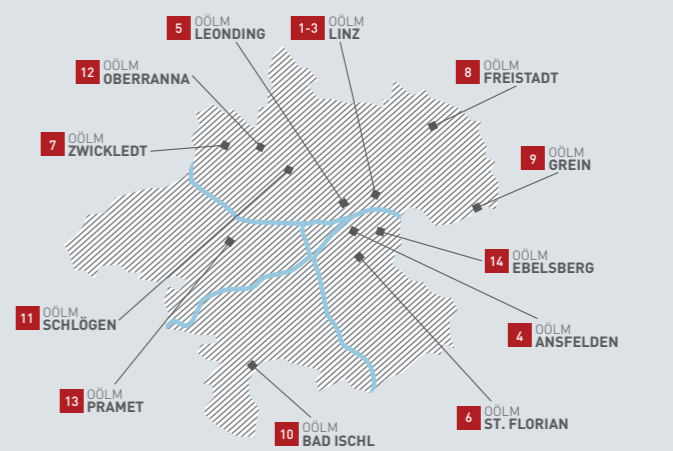 5 OÖLM
LEONDING
1-3 OÖLM
LINZ
12 OÖLM
OBERRANNA
8 OÖLM
FREISTADT
7 OÖLM
ZWICKLEDT
9 OÖLM
GREIN
14 OÖLM
EBELSBERG
11 OÖLM
SCHLÖGEN
4 OÖLM
ANSFELDEN
13 OÖLM
PRAMET
6 OÖLM
ST. FLORIAN
10 OÖLM
BAD ISCHL